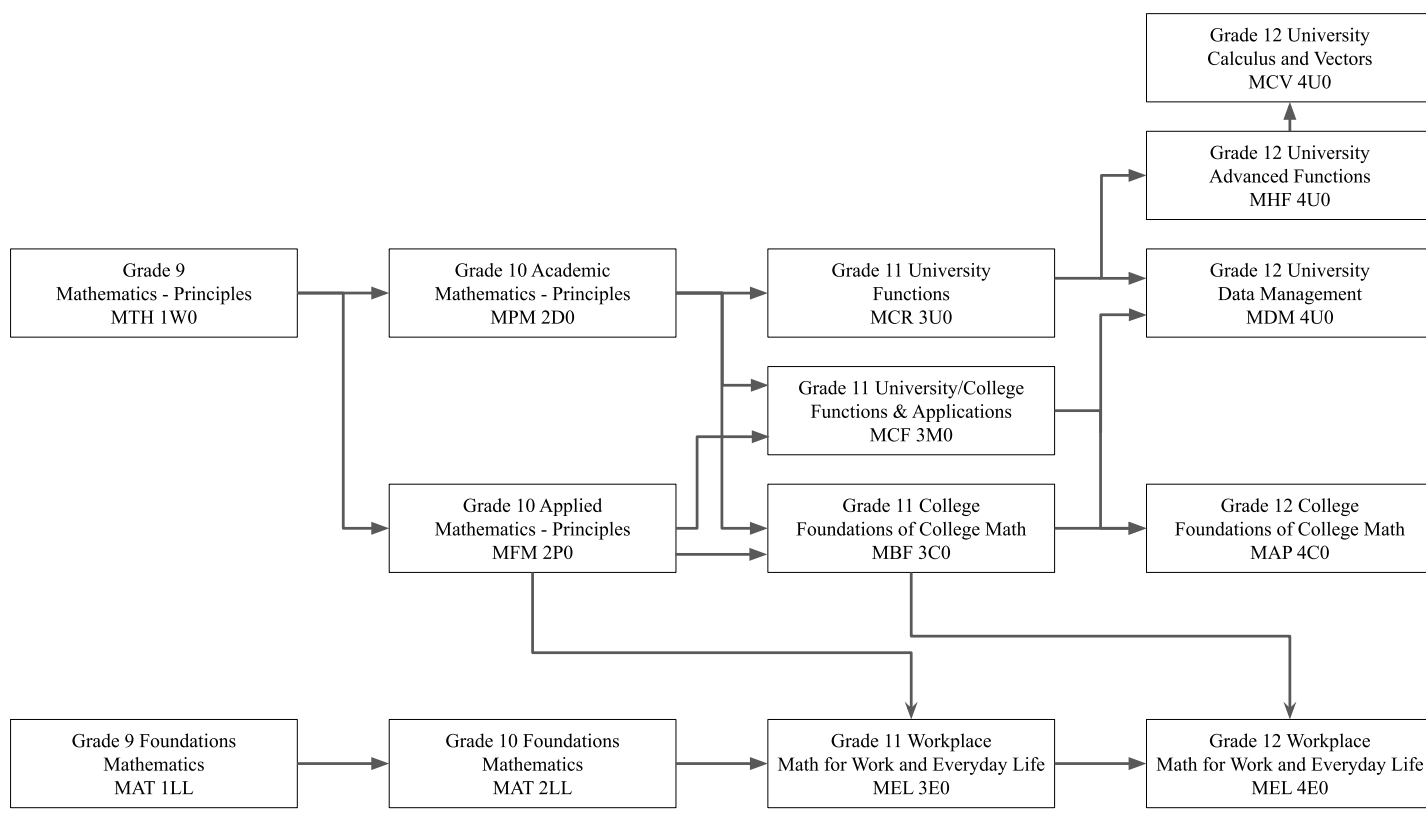 Grade 12 University
Calculus and Vectors
MCV 4U0
Grade 12 University
Advanced Functions
MHF 4U0
Grade 9
Mathematics - Principles
MTH 1W0
Grade 10 Academic
Mathematics - Principles
MPM 2D0
Grade 11 University
Functions
MCR 3U0
Grade 12 University
Data Management
MDM 4U0
Grade 11 University/College
Functions & Applications
MCF 3M0
Grade 10 Applied
Mathematics - Principles
MFM 2P0
Grade 11 College
Foundations of College Math
MBF 3C0
Grade 12 College
Foundations of College Math
MAP 4C0
Grade 9 Foundations
Mathematics
MAT 1LL
Grade 10 Foundations
Mathematics
MAT 2LL
Grade 11 Workplace
Math for Work and Everyday Life
MEL 3E0
Grade 12 Workplace
Math for Work and Everyday Life
MEL 4E0